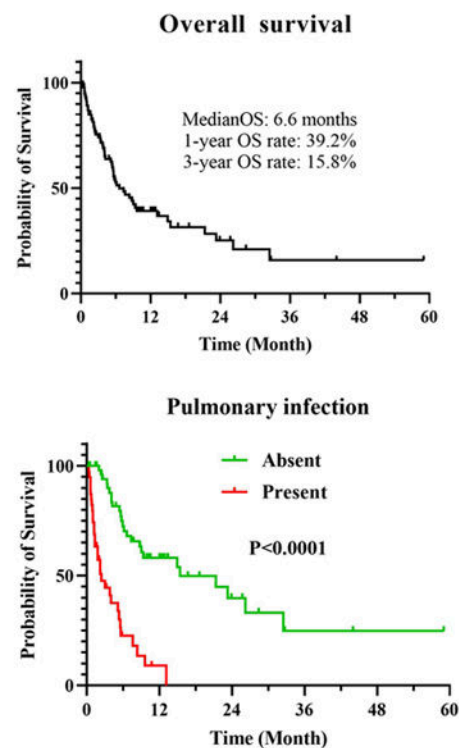 Overall survival
Probability of Survival
100
50
0
MedianOS: 6.6 months
1-year OS rate: 39.2%
3-year OS rate: 15.8%
0 12 24 36 48 60
Time (Month)
Pulmonary infection
Probability of Survival
100
50
0
Absent
Present
P<0.0001
0 12 24 36 48 60
Time (Month)